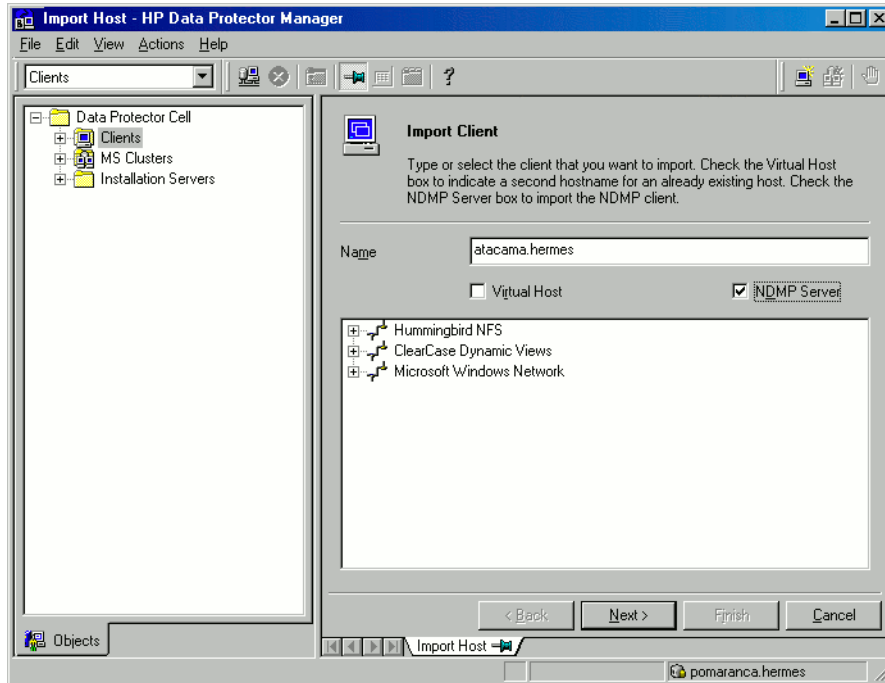 Import Host - HP Data Protector Manager
File Edit View Actions Help
Clients
Data Protector Cell
Clients
MS Clusters
Installation Servers
Objects
Import Client
Type or select the client that you want to import. Check the Virtual Host
box to indicate a second hostname for an already existing host. Check the
NDMP Server box to import the NDMP client.
Name atacama.hermes
Virtual Host NDMP Server
Hummingbird NFS
ClearCase Dynamic Views
Microsoft Windows Network
< Back Next > Finish Cancel
Import Host
pomaranca.hermes